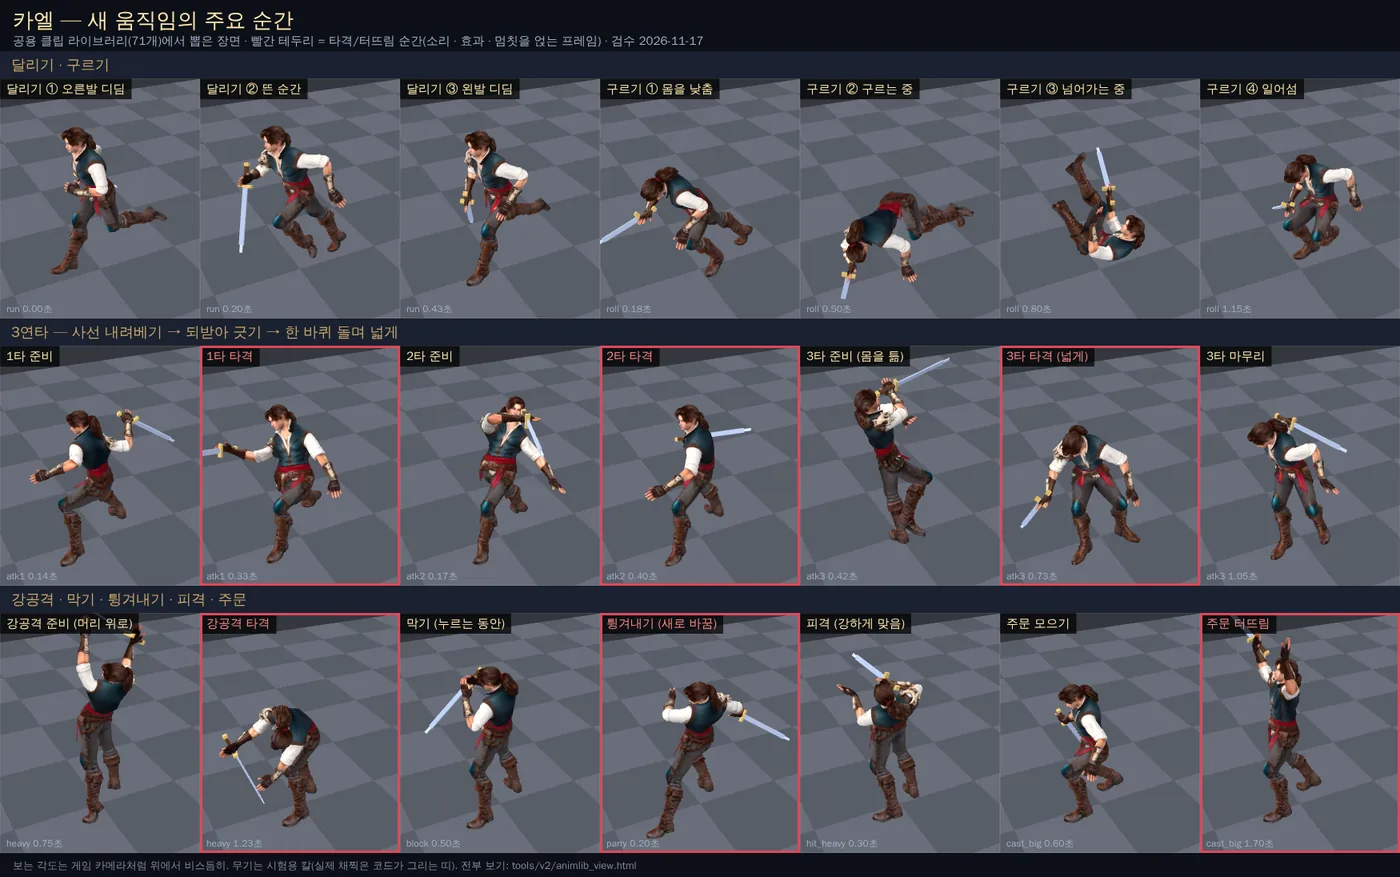 카엘 — 새 움직임의 주요 순간
공용 클립 라이브러리(71개)에서 뽑은 장면 · 빨간 테두리 = 타격/터뜨림 순간(소리 · 효과 · 멈칫을 얹는 프레임) · 검수 2026-11-17
달리기 · 구르기
달리기 ① 오른발 디딤
달리기 ② 뜬 순간
달리기 ③ 왼발 디딤
구르기 ① 몸을 낮춤
구르기 ② 구르는 중
구르기 ③ 넘어가는 중
구르기 ④ 일어섬
run 0.00초
run 0.20초
run 0.43초
roll 0.18초
roll 0.50초
roll 0.80초
roll 1.15초
3연타 — 사선 내려베기 → 되받아 긋기 → 한 바퀴 돌며 넓게
1타 준비
1타 타격
2타 준비
2타 타격
3타 준비 (몸을 틂)
3타 타격 (넓게)
3타 마무리
atk1 0.14초
atk1 0.33초
atk2 0.17초
atk2 0.40초
atk3 0.42초
atk3 0.73초
atk3 1.05초
강공격 · 막기 · 튕겨내기 · 피격 · 주문
강공격 준비 (머리 위로)
강공격 타격
막기 (누르는 동안)
튕겨내기 (새로 바꿈)
피격 (강하게 맞음)
주문 모으기
주문 터뜨림
heavy 0.75초
heavy 1.23초
block 0.50초
parry 0.20초
hit_heavy 0.30초
cast_big 0.60초
cast_big 1.70초
보는 각도는 게임 카메라처럼 위에서 비스듬히. 무기는 시험용 칼(실제 채찍은 코드가 그리는 띠). 전부 보기: tools/v2/animlib_view.html